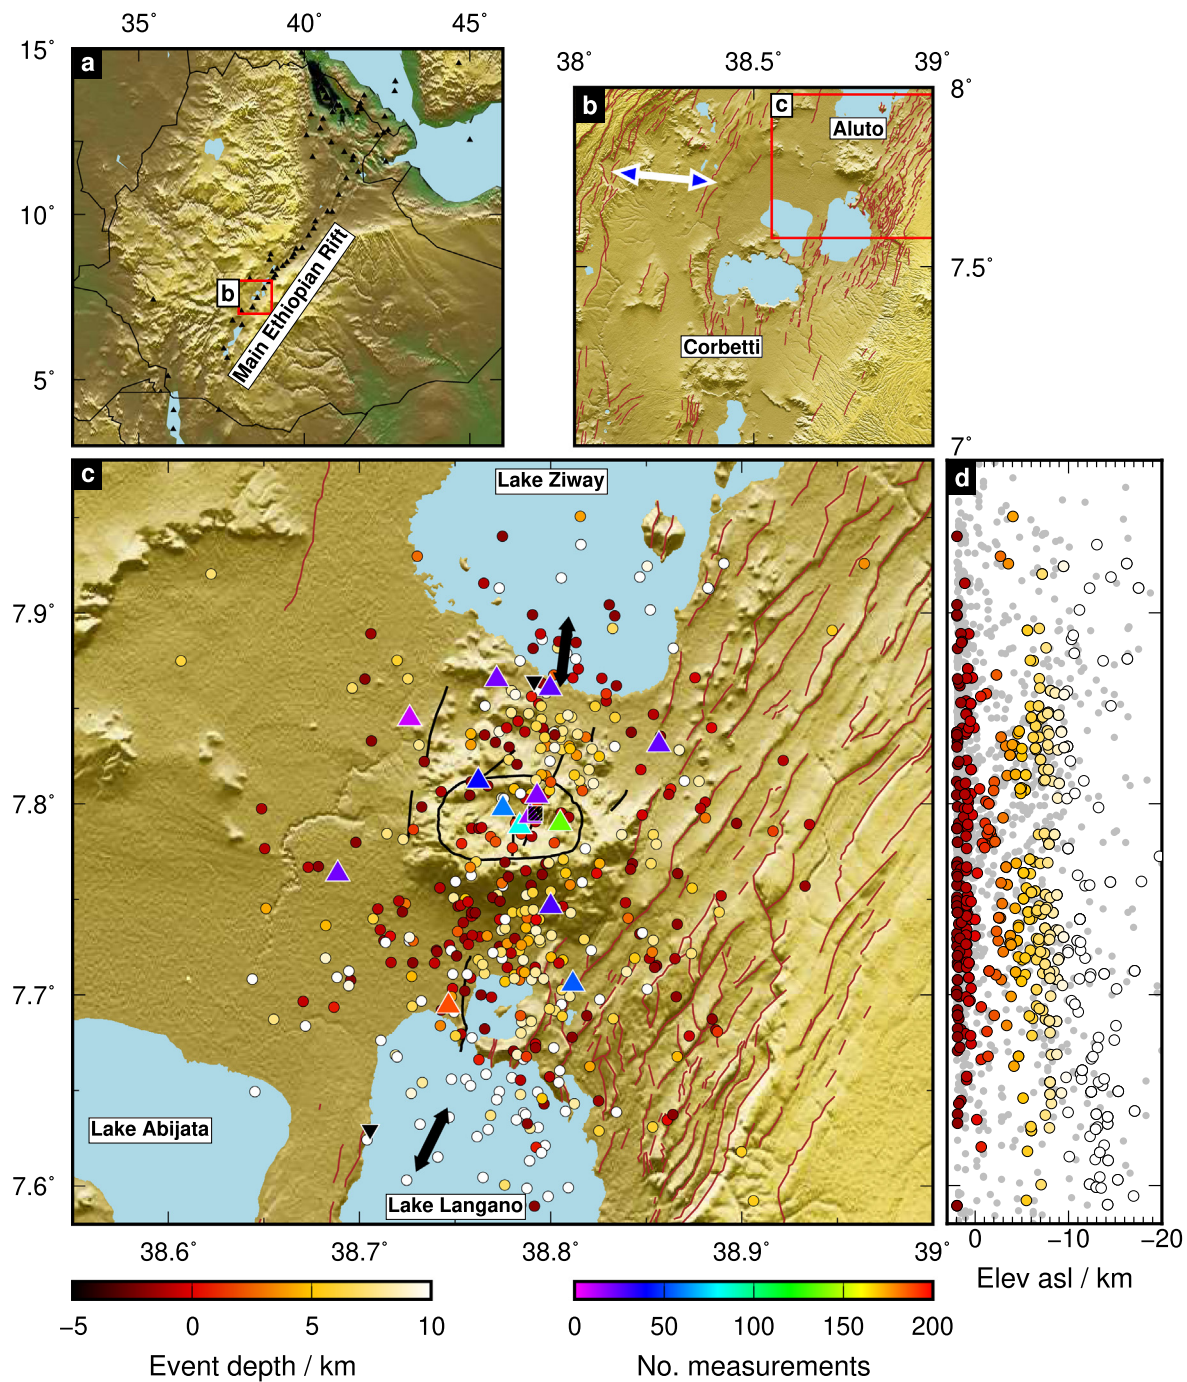 35° 40° 45°
15°
10°
5°
a
b
Main Ethiopian Rift
38° 38.5° 39°
8°
7.5°
7°
b
c
Aluto
Corbetti
c
Lake Ziway
Lake Abijata
Lake Langano
7.9°
7.8°
7.7°
7.6°
38.6° 38.7° 38.8° 38.9° 39°
d
0 −10 −20
Elev asl / km
−5 0 5 10
Event depth / km
0 50 100 150 200
No. measurements